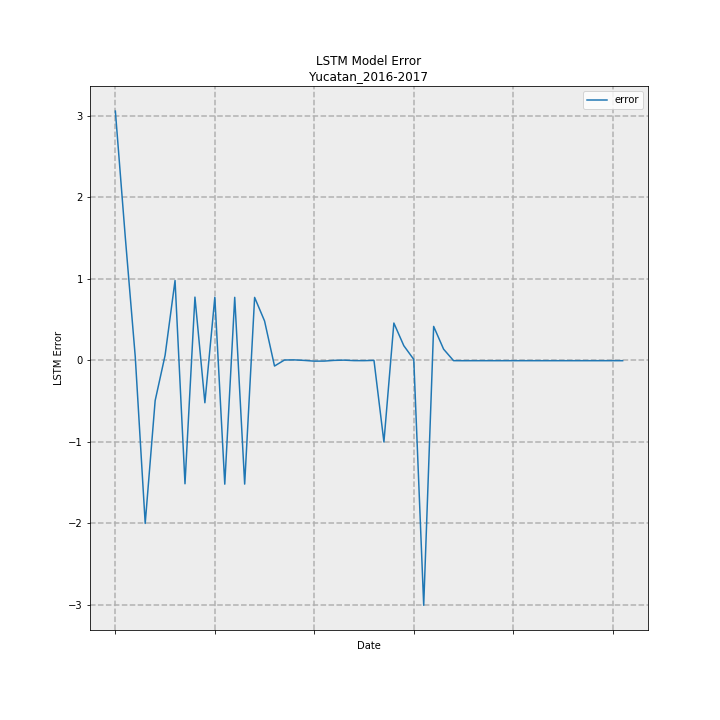 LSTM Model Error
Yucatan_2016-2017
error
3
2
1
0
−1
−2
−3
LSTM Error
Date